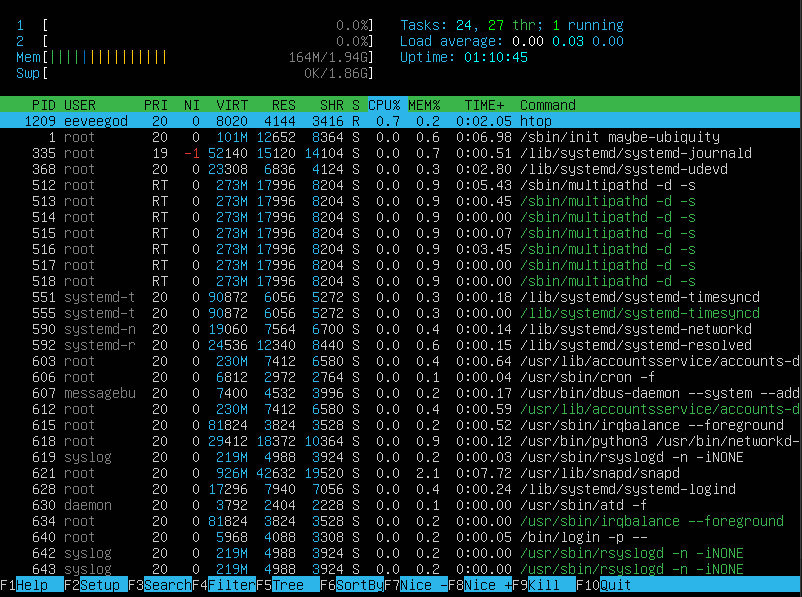 1 [ 0.0%] Tasks: 24, 27 thr; 1 running
2 [ 0.0%] Load average: 0.00 0.03 0.00
Mem[|||||||||||||||164M/1.94G] Uptime: 01:10:45
Swp[ 0K/1.86G]
PID USER PRI NI VIRT RES SHR S CPU% MEM% TIME+ Command
1209 eeveegod 20 0 8020 4144 3416 R 0.7 0.2 0:02.05 htop
1 root 20 0 101M 12652 8364 S 0.0 0.6 0:06.98 /sbin/init maybe-ubiquity
335 root 19 -1 52140 15120 14104 S 0.0 0.7 0:00.51 /lib/systemd/systemd-journald
368 root 20 0 23308 6836 4124 S 0.0 0.3 0:02.80 /lib/systemd/systemd-udevd
512 root RT 0 273M 17996 8204 S 0.0 0.9 0:05.43 /sbin/multipathd -d -s
513 root RT 0 273M 17996 8204 S 0.0 0.9 0:00.45 /sbin/multipathd -d -s
514 root RT 0 273M 17996 8204 S 0.0 0.9 0:00.00 /sbin/multipathd -d -s
515 root RT 0 273M 17996 8204 S 0.0 0.9 0:00.07 /sbin/multipathd -d -s
516 root RT 0 273M 17996 8204 S 0.0 0.9 0:03.45 /sbin/multipathd -d -s
517 root RT 0 273M 17996 8204 S 0.0 0.9 0:00.00 /sbin/multipathd -d -s
518 root RT 0 273M 17996 8204 S 0.0 0.9 0:00.00 /sbin/multipathd -d -s
551 systemd-t 20 0 90872 6056 5272 S 0.0 0.3 0:00.18 /lib/systemd/systemd-timesyncd
555 systemd-t 20 0 90872 6056 5272 S 0.0 0.3 0:00.00 /lib/systemd/systemd-timesyncd
590 systemd-n 20 0 19060 7564 6700 S 0.0 0.4 0:00.14 /lib/systemd/systemd-networkd
592 systemd-r 20 0 24536 12340 8440 S 0.0 0.6 0:00.15 /lib/systemd/systemd-resolved
603 root 20 0 230M 7412 6580 S 0.0 0.4 0:00.64 /usr/lib/accountsservice/accounts-d
606 root 20 0 6812 2972 2764 S 0.0 0.1 0:00.04 /usr/sbin/cron -f
607 messagebu 20 0 7400 4532 3996 S 0.0 0.2 0:00.17 /usr/bin/dbus-daemon --system --add
612 root 20 0 230M 7412 6580 S 0.0 0.4 0:00.59 /usr/lib/accountsservice/accounts-d
615 root 20 0 81824 3824 3528 S 0.0 0.2 0:00.52 /usr/sbin/irqbalance --foreground
618 root 20 0 29412 18372 10364 S 0.0 0.9 0:00.12 /usr/bin/python3 /usr/bin/networkd-
619 syslog 20 0 219M 4988 3924 S 0.0 0.2 0:00.03 /usr/sbin/rsyslogd -n -iNONE
621 root 20 0 926M 42632 19520 S 0.0 2.1 0:07.72 /usr/lib/snapd/snapd
628 root 20 0 17296 7940 7056 S 0.0 0.4 0:00.24 /lib/systemd/systemd-logind
630 daemon 20 0 3792 2404 2228 S 0.0 0.1 0:00.00 /usr/sbin/atd -f
634 root 20 0 81824 3824 3528 S 0.0 0.2 0:00.00 /usr/sbin/irqbalance --foreground
640 root 20 0 5968 4088 3308 S 0.0 0.2 0:00.05 /bin/login -p --
642 syslog 20 0 219M 4988 3924 S 0.0 0.2 0:00.00 /usr/sbin/rsyslogd -n -iNONE
643 syslog 20 0 219M 4988 3924 S 0.0 0.2 0:00.00 /usr/sbin/rsyslogd -n -iNONE
F1Help F2Setup F3SearchF4FilterF5Tree F6SortByF7Nice -F8Nice +F9Kill F10Quit